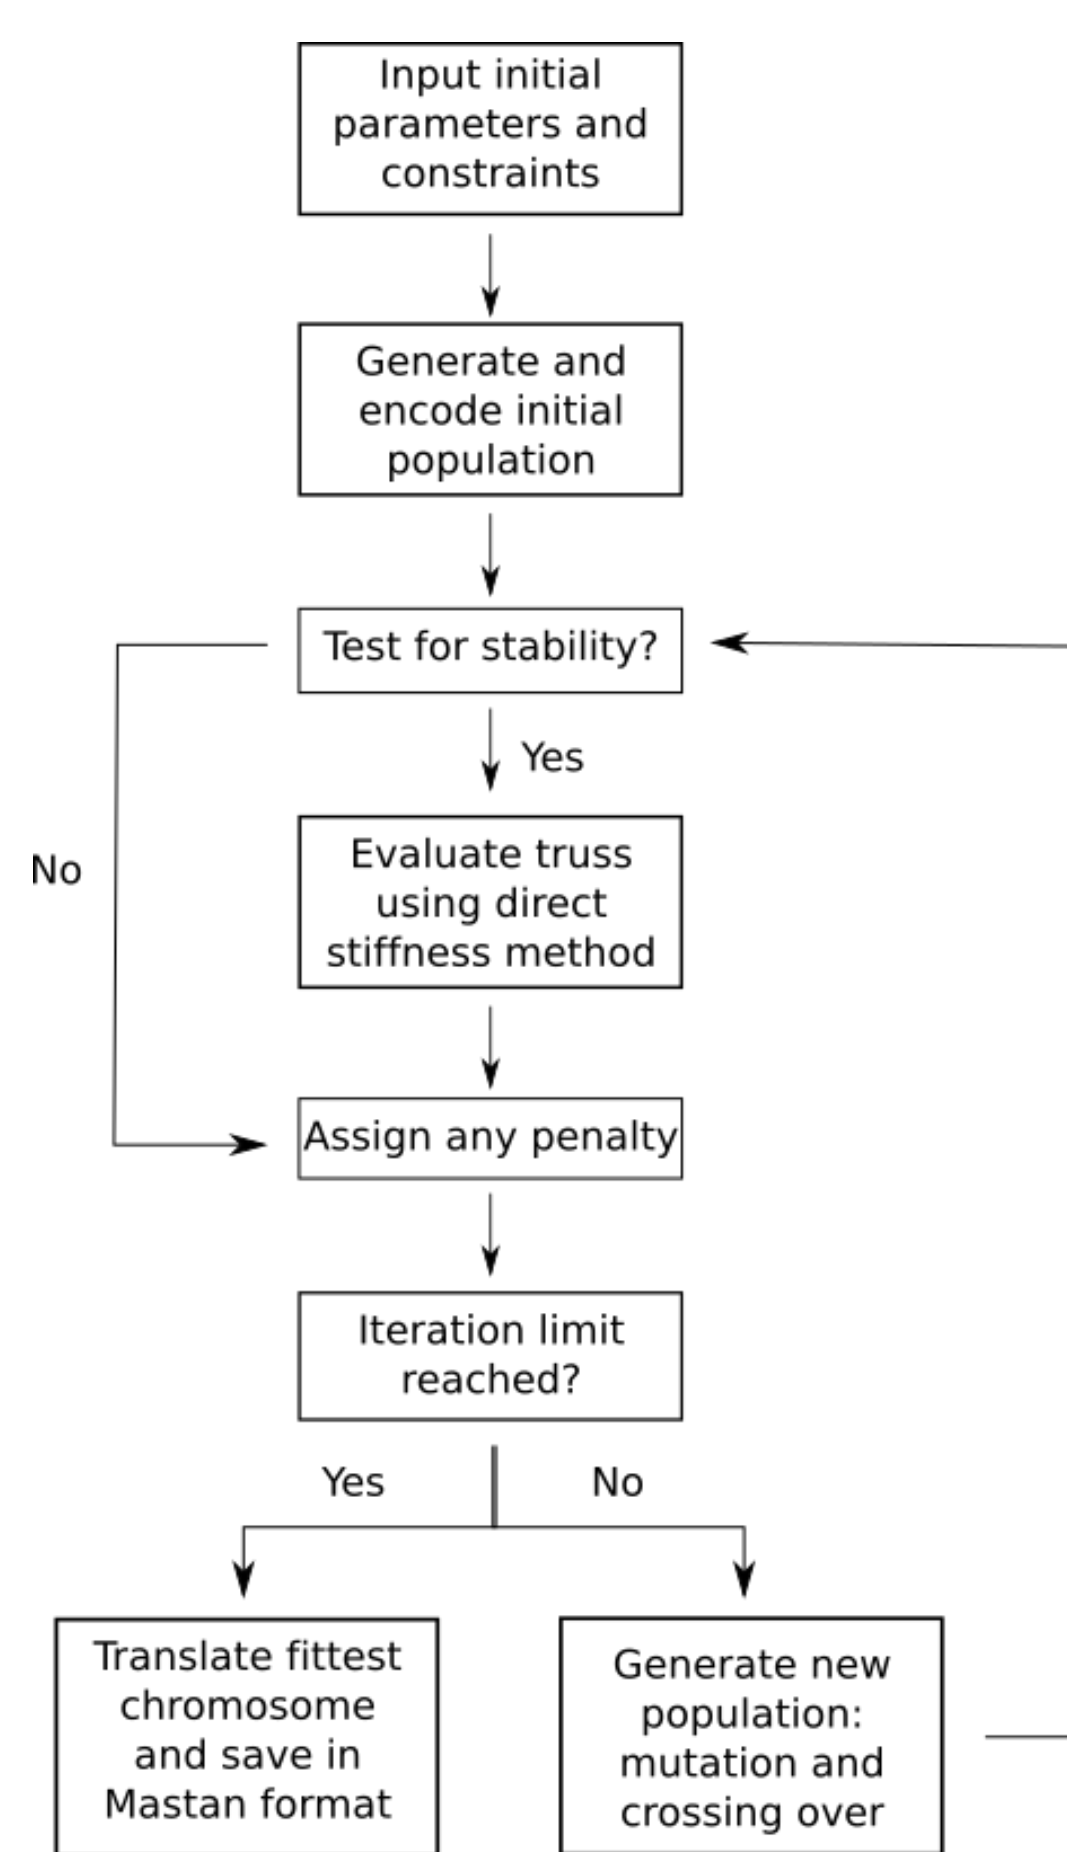 Input initial
parameters and
constraints
Generate and
encode initial
population
Test for stability?
Yes
No
Evaluate truss
using direct
stiffness method
Assign any penalty
Iteration limit
reached?
Yes
No
Translate fittest
chromosome
and save in
Mastan format
Generate new
population:
mutation and
crossing over